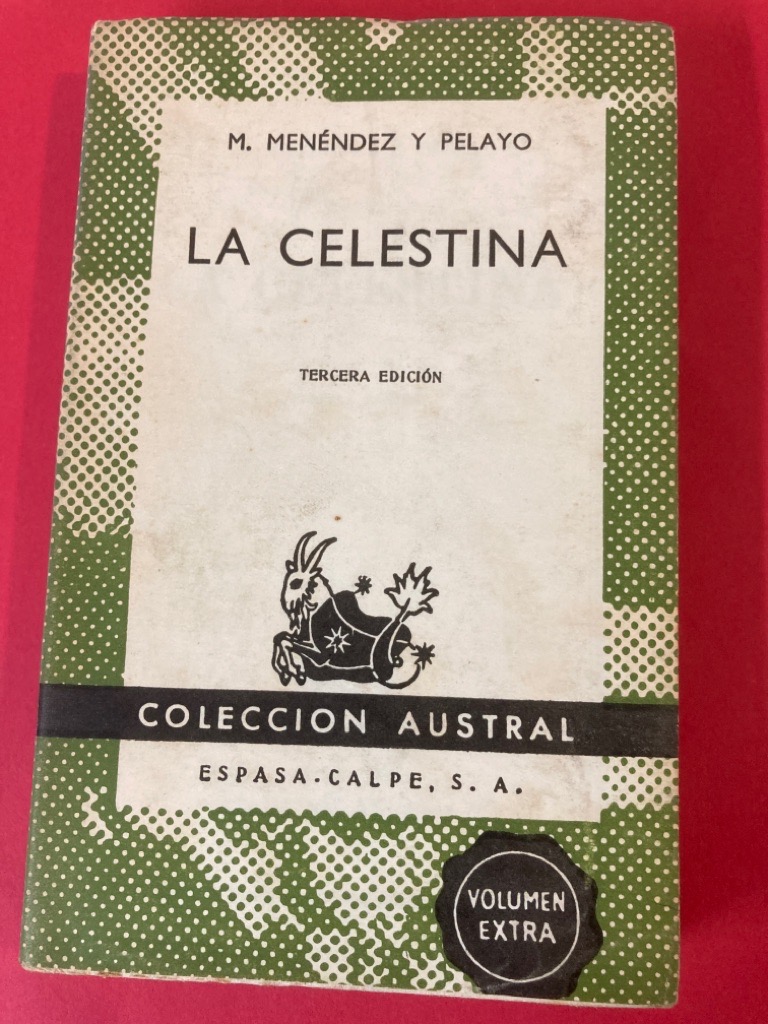 M. MENÉNDEZ Y PELAYO
LA CELESTINA
TERCERA EDICIÓN
COLECCION AUSTRAL
ESPASA-CALPE, S. A.
VOLUMEN
EXTRA